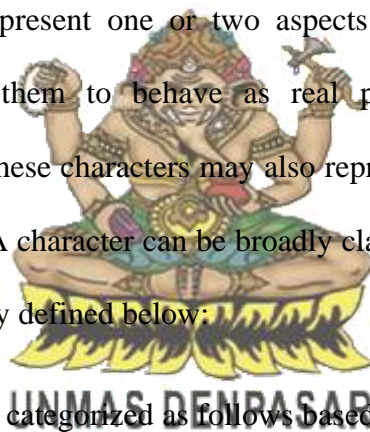 present one or two aspects
them to behave as real p
hese characters may also repr
A character can be broadly cla
y defined below:
UNMAS DENPASAR
categorized as follows based